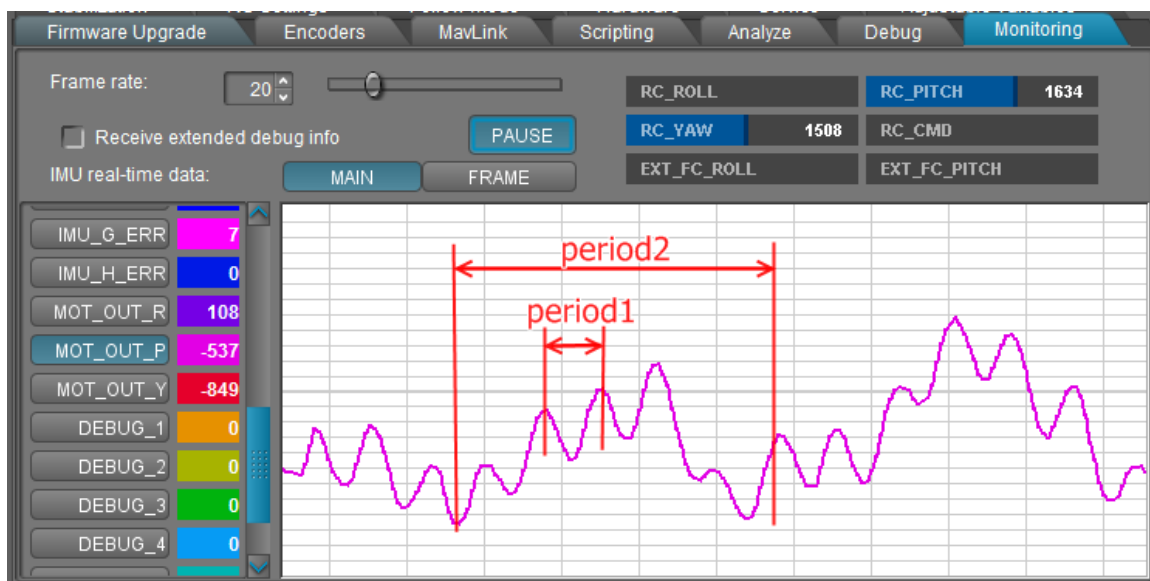 Firmware Upgrade Encoders MavLink Scripting Analyze Debug Monitoring
Frame rate: 20
RC_ROLL RC_PITCH 1634
Receive extended debug info PAUSE
RC_YAW 1508 RC_CMD
IMU real-time data: MAIN FRAME
EXT_FC_ROLL EXT_FC_PITCH
IMU_G_ERR 7
IMU_H_ERR 0
MOT_OUT_R 108
MOT_OUT_P -537
MOT_OUT_Y -849
DEBUG_1 0
DEBUG_2 0
DEBUG_3 0
DEBUG_4 0
period2
period1